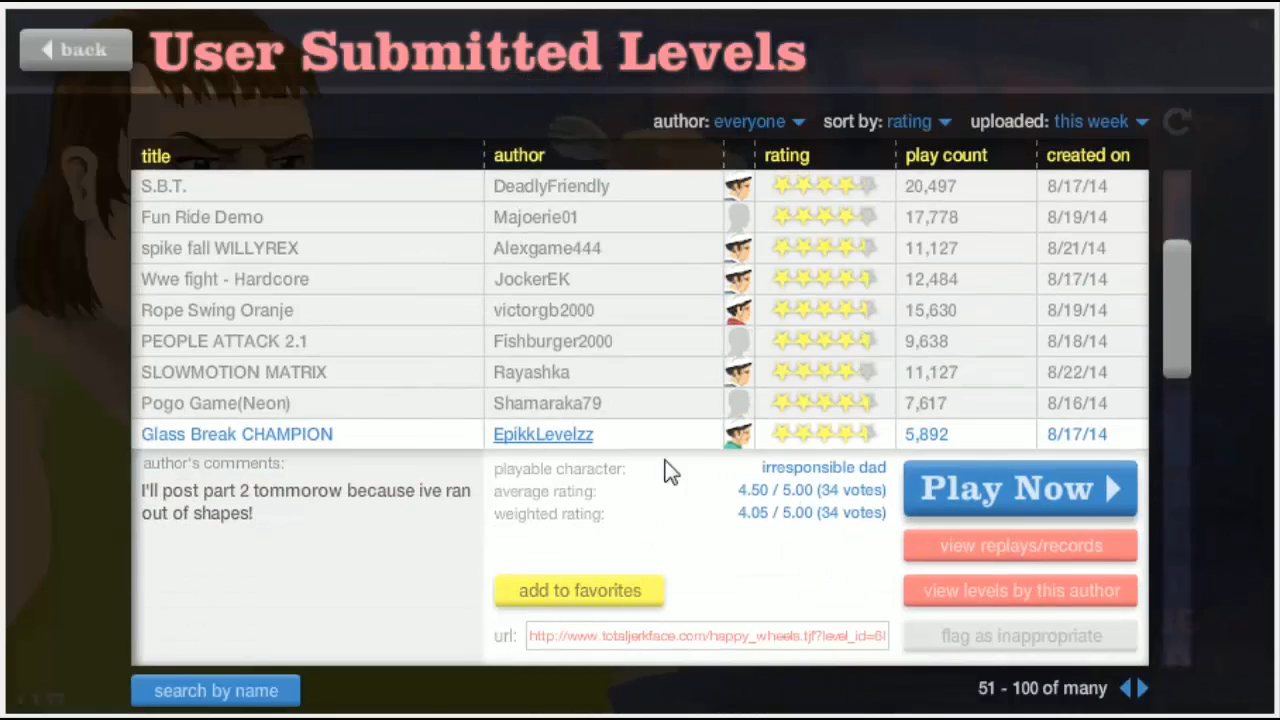 back
User Submitted Levels
author: everyone sort by: rating uploaded: this week
title author rating play count created on
S.B.T. DeadlyFriendly 20,497 8/17/14
Fun Ride Demo Majoerie01 17,778 8/19/14
spike fall WILLYREX Alexgame444 11,127 8/21/14
Wwe fight - Hardcore JockerEK 12,484 8/17/14
Rope Swing Oranje victorgb2000 15,630 8/19/14
PEOPLE ATTACK 2.1 Fishburger2000 9,638 8/18/14
SLOWMOTION MATRIX Rayashka 11,127 8/22/14
Pogo Game(Neon) Shamaraka79 7,617 8/16/14
Glass Break CHAMPION EpikkLevelzz 5,892 8/17/14
author's comments:
I'll post part 2 tommorow because ive ran
out of shapes!
playable character: irresponsible dad
average rating: 4.50 / 5.00 (34 votes)
weighted rating: 4.05 / 5.00 (34 votes)
add to favorites
url: http://www.totaljerkface.com/happy_wheels.tjf?level_id=6
Play Now
view replays/records
view levels by this author
flag as inappropriate
search by name
51 - 100 of many